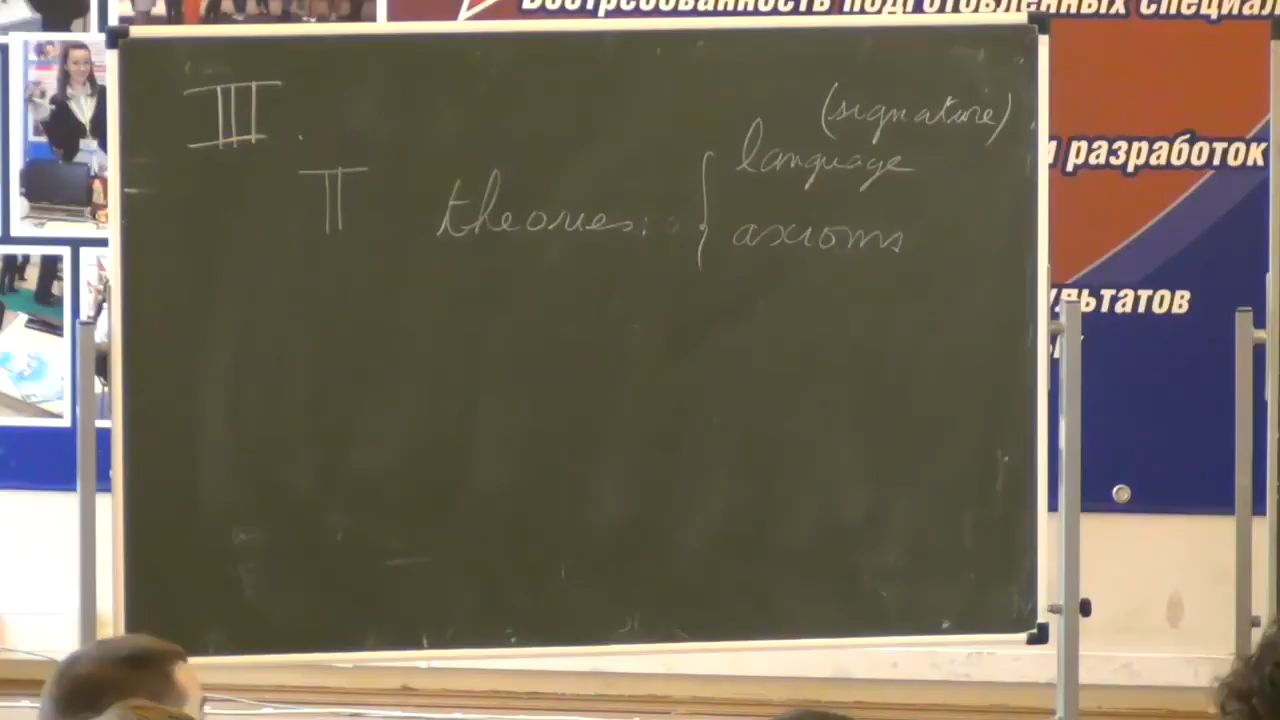 Востребованность подготовленных специал
III.
(signature)
𝕋 theories: { language
axioms
и разработок
ультатов